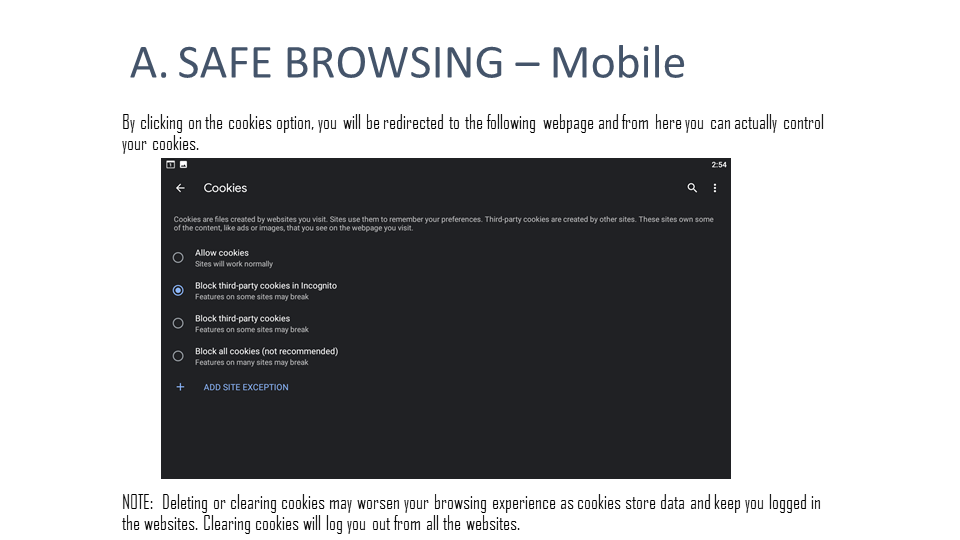 A. SAFE BROWSING – Mobile
By clicking on the cookies option, you will be redirected to the following webpage and from here you can actually control
your cookies.
2:54
Cookies
Cookies are files created by websites you visit. Sites use them to remember your preferences. Third-party cookies are created by other sites. These sites own some
of the content, like ads or images, that you see on the webpage you visit.
Allow cookies
Sites will work normally
Block third-party cookies in Incognito
Features on some sites may break
Block third-party cookies
Features on some sites may break
Block all cookies (not recommended)
Features on many sites may break
+ ADD SITE EXCEPTION
NOTE: Deleting or clearing cookies may worsen your browsing experience as cookies store data and keep you logged in
the websites. Clearing cookies will log you out from all the websites.